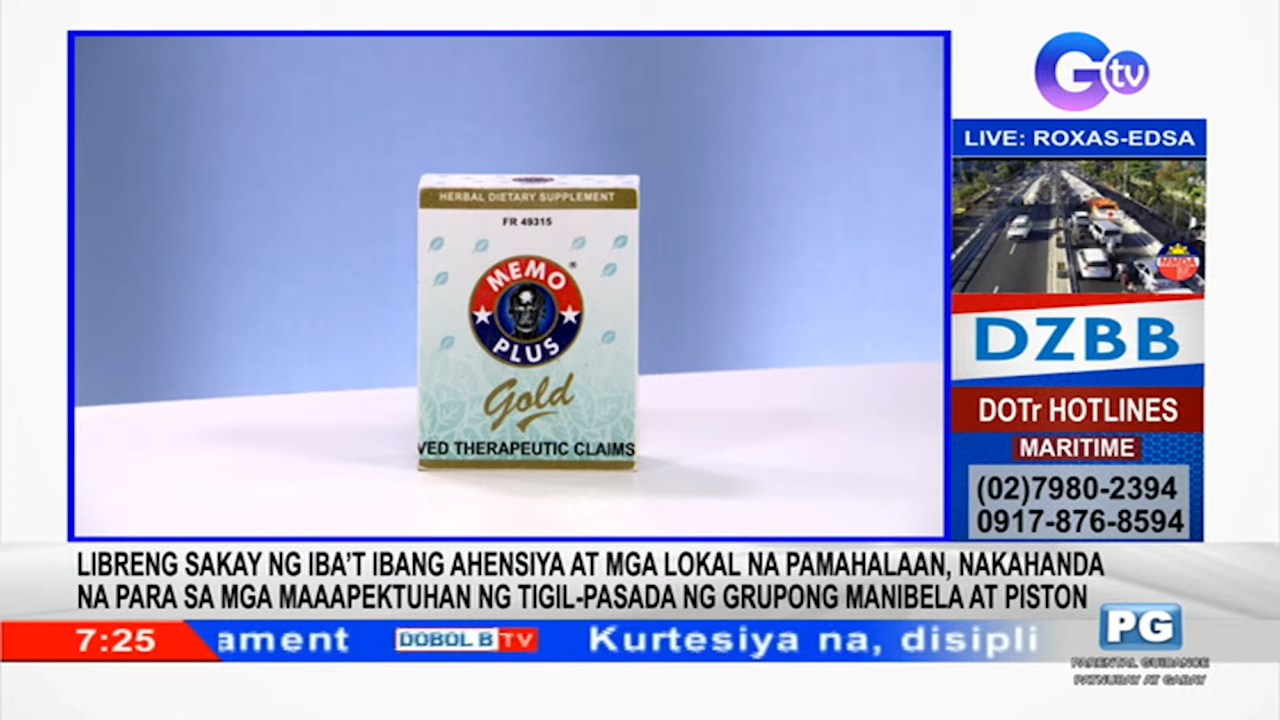 Gtv
LIVE: ROXAS-EDSA
MMDA
HERBAL DIETARY SUPPLEMENT
FR 49315
MEMO
PLUS
®
Gold
VED THERAPEUTIC CLAIMS
DZBB
DOTr HOTLINES
MARITIME
(02)7980-2394
0917-876-8594
LIBRENG SAKAY NG IBA'T IBANG AHENSIYA AT MGA LOKAL NA PAMAHALAAN, NAKAHANDA
NA PARA SA MGA MAAAPEKTUHAN NG TIGIL-PASADA NG GRUPONG MANIBELA AT PISTON
7:25 ament DOBOL B TV Kurtesiya na, disipli
PG
PARENTAL GUIDANCE
PATNUBAY AT GABAY